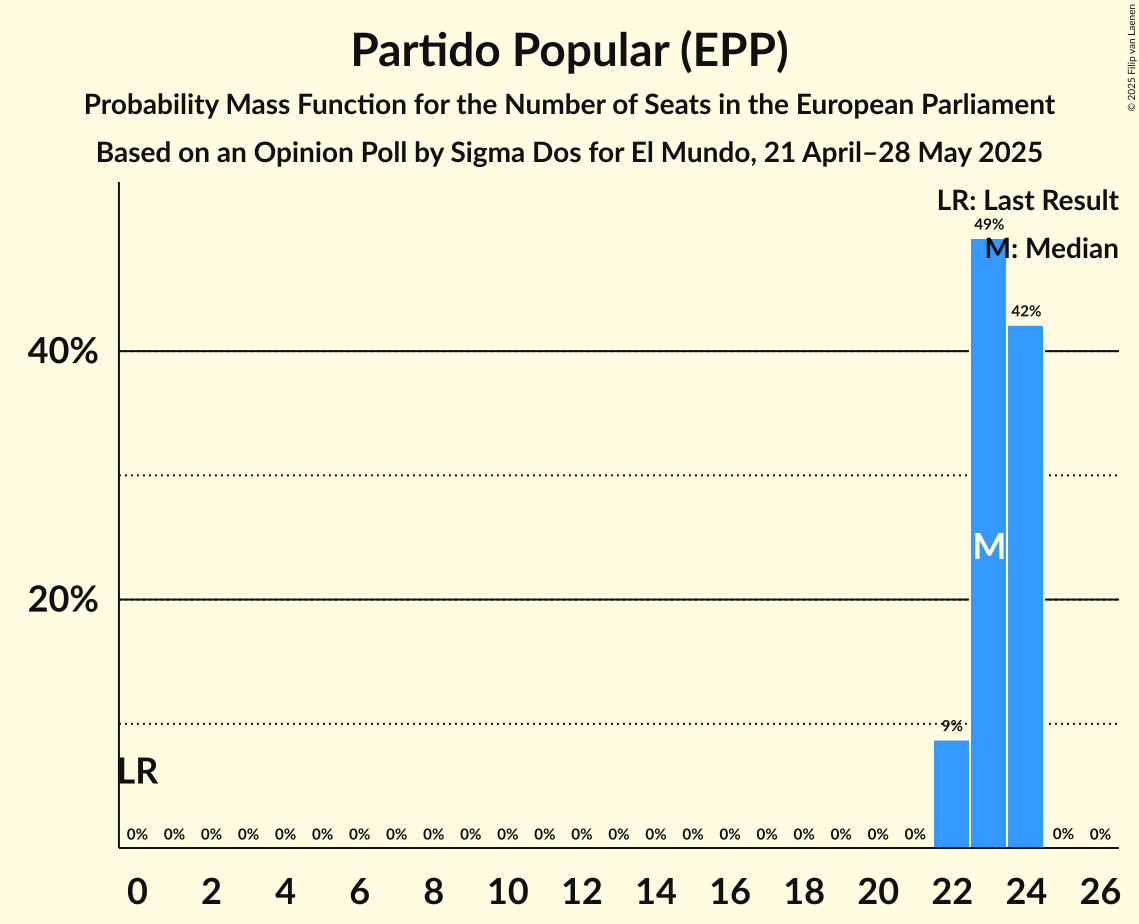 Partido Popular (EPP)
Probability Mass Function for the Number of Seats in the European Parliament
Based on an Opinion Poll by Sigma Dos for El Mundo, 21 April–28 May 2025
© 2025 Filip van Laenen
LR: Last Result
49%
M: Median
42%
40%
M
20%
9%
LR
0% 0% 0% 0% 0% 0% 0% 0% 0% 0% 0% 0% 0% 0% 0% 0% 0% 0% 0% 0% 0% 0% 0% 0%
0 2 4 6 8 10 12 14 16 18 20 22 24 26